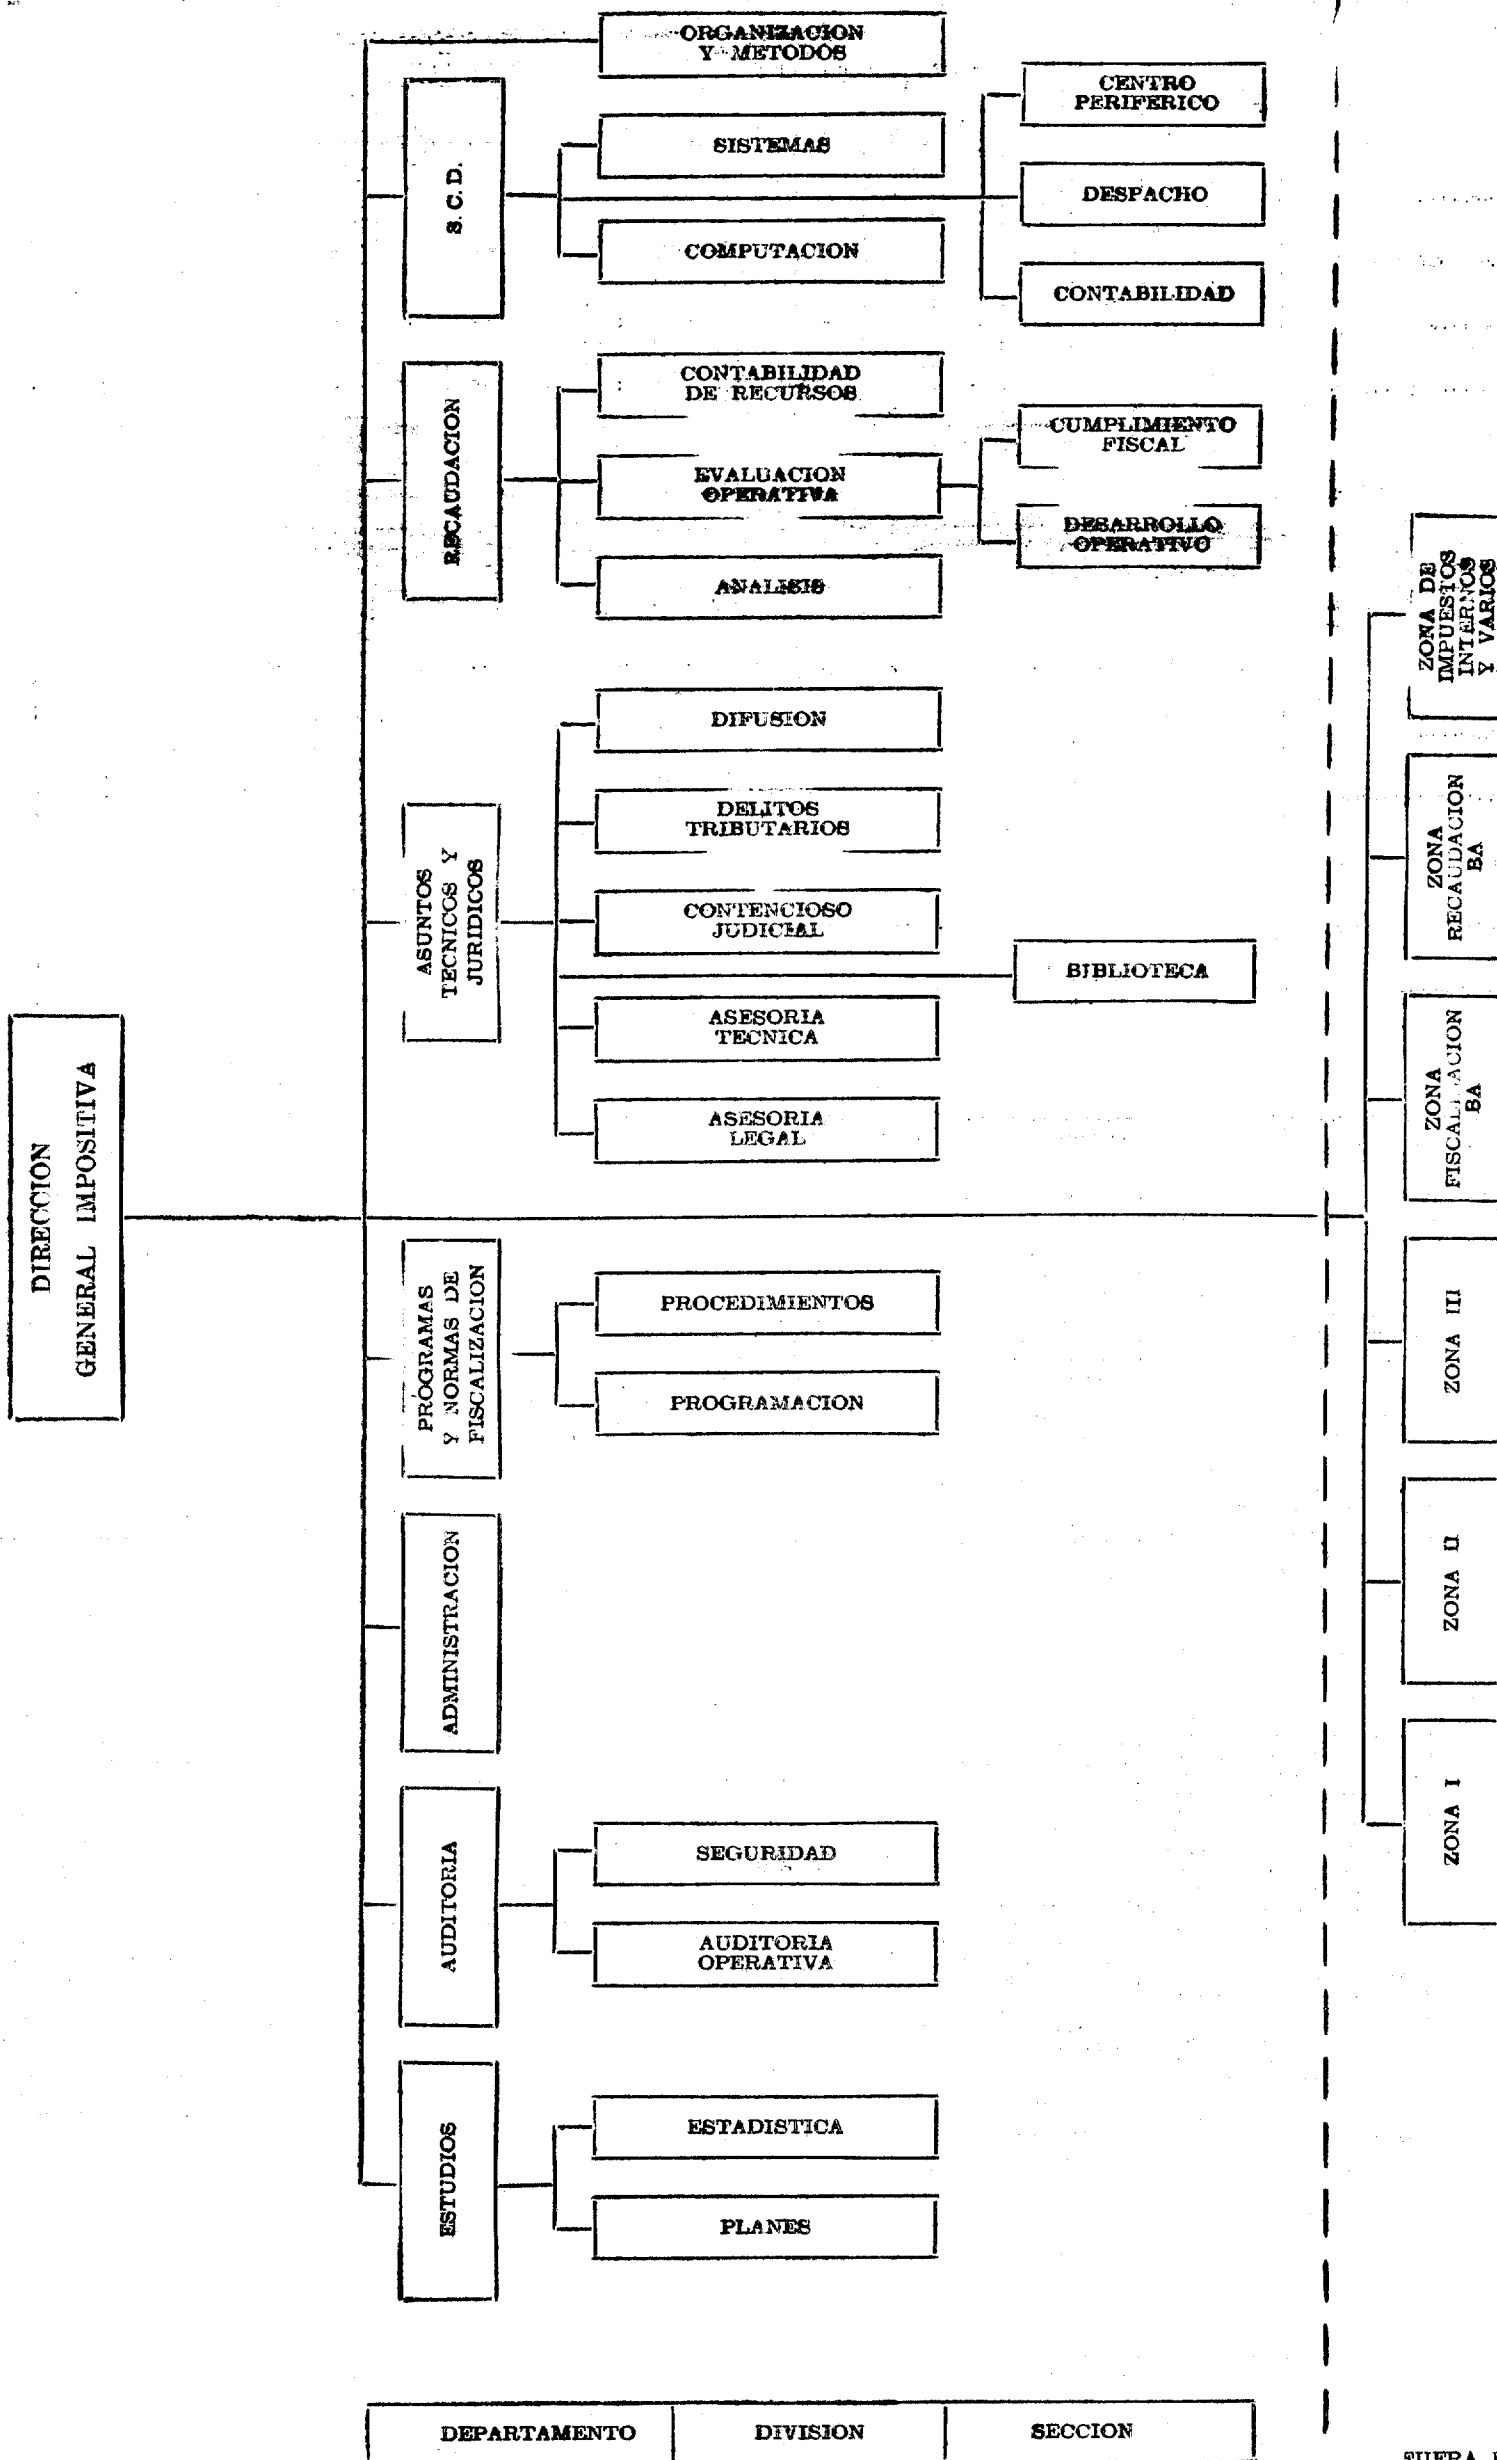 DIRECCION
GENERAL IMPOSITIVA
ORGANIZACION
Y METODOS
S. C. D.
SISTEMAS
COMPUTACION
CENTRO
PERIFERICO
DESPACHO
CONTABILIDAD
RECAUDACION
CONTABILIDAD
DE RECURSOS
EVALUACION
OPERATIVA
ANALISIS
CUMPLIMIENTO
FISCAL
DESARROLLO
OPERATIVO
ASUNTOS
TECNICOS Y
JURIDICOS
DIFUSION
DELITOS
TRIBUTARIOS
CONTENCIOSO
JUDICIAL
BIBLIOTECA
ASESORIA
TECNICA
ASESORIA
LEGAL
PROGRAMAS
Y NORMAS DE
FISCALIZACION
PROCEDIMIENTOS
PROGRAMACION
ADMINISTRACION
AUDITORIA
SEGURIDAD
AUDITORIA
OPERATIVA
ESTUDIOS
ESTADISTICA
PLANES
ZONA DE
IMPUESTOS
INTERNOS
Y VARIOS
ZONA
RECAUDACION
BA
ZONA
FISCALIZACION
BA
ZONA III
ZONA II
ZONA I
DEPARTAMENTO
DIVISION
SECCION